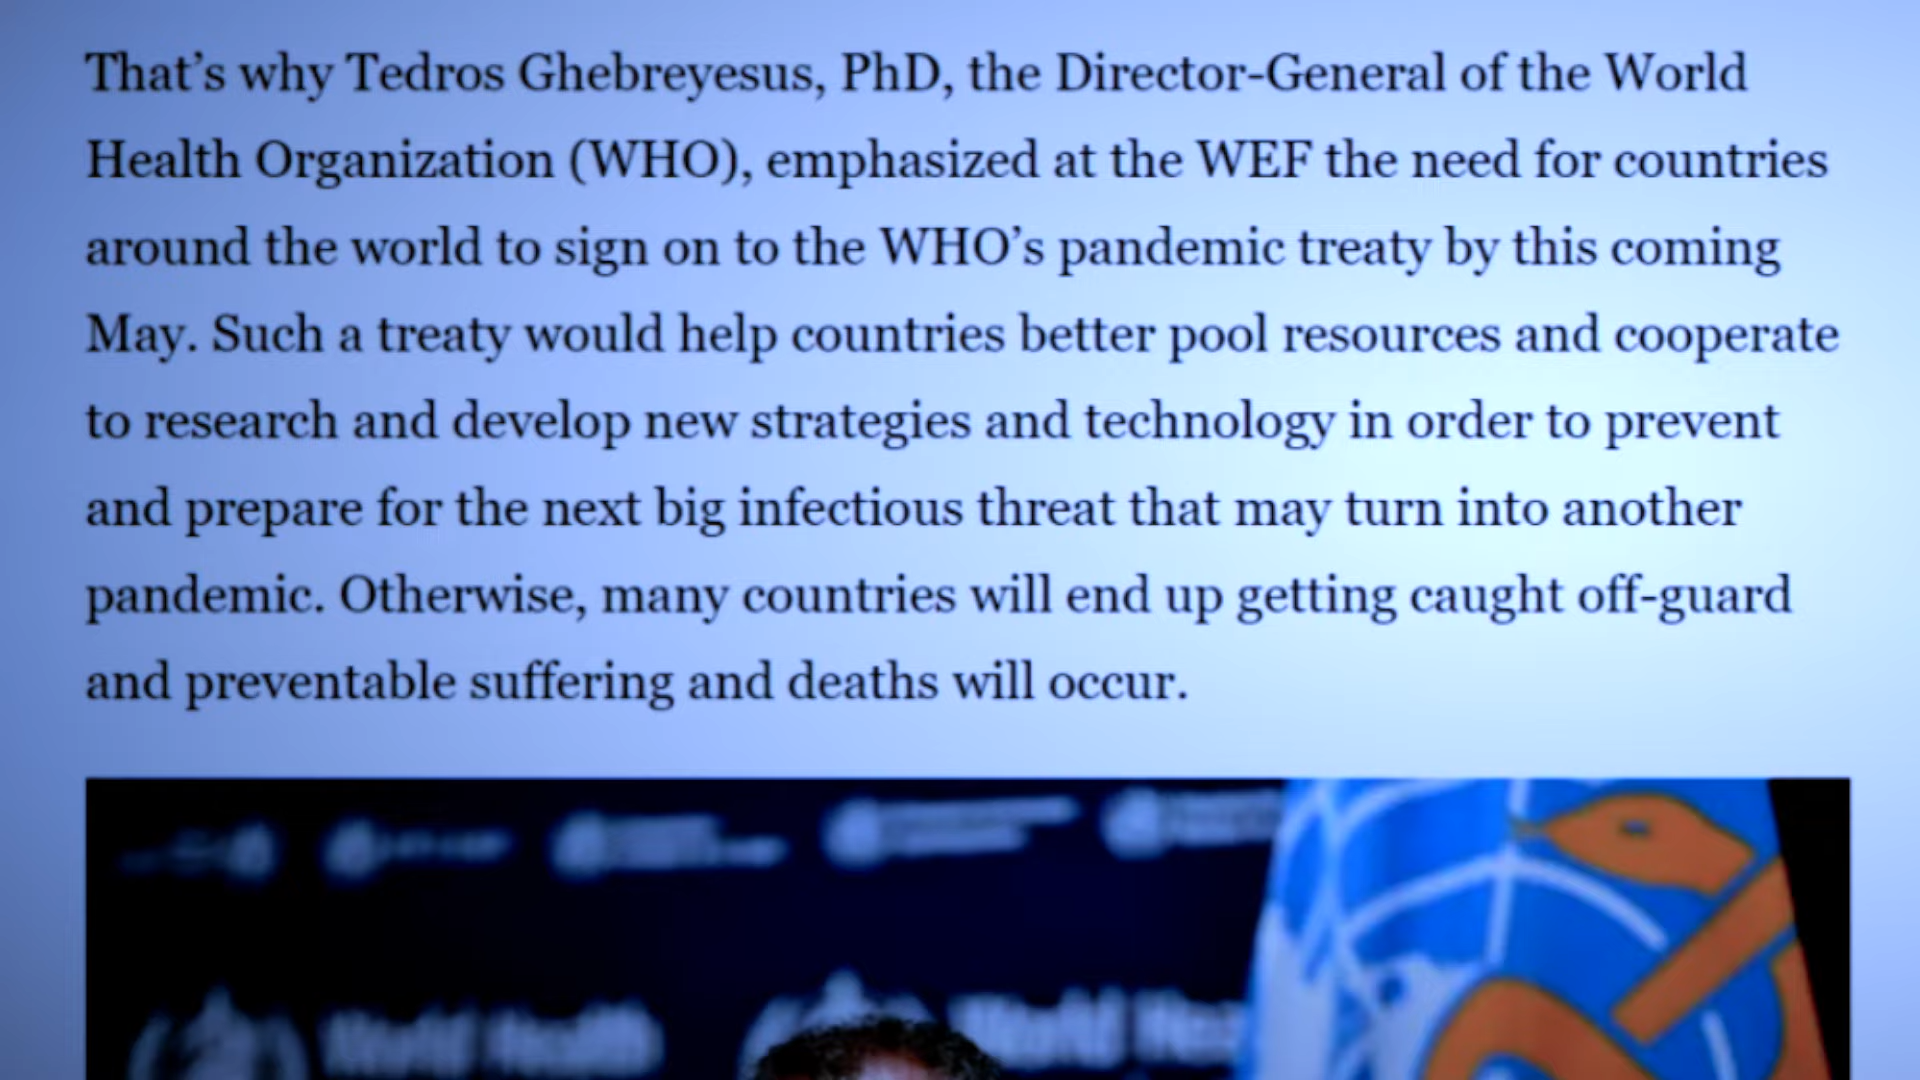 That’s why Tedros Ghebreyesus, PhD, the Director-General of the World
Health Organization (WHO), emphasized at the WEF the need for countries
around the world to sign on to the WHO’s pandemic treaty by this coming
May. Such a treaty would help countries better pool resources and cooperate
to research and develop new strategies and technology in order to prevent
and prepare for the next big infectious threat that may turn into another
pandemic. Otherwise, many countries will end up getting caught off-guard
and preventable suffering and deaths will occur.
World Health
World Hea